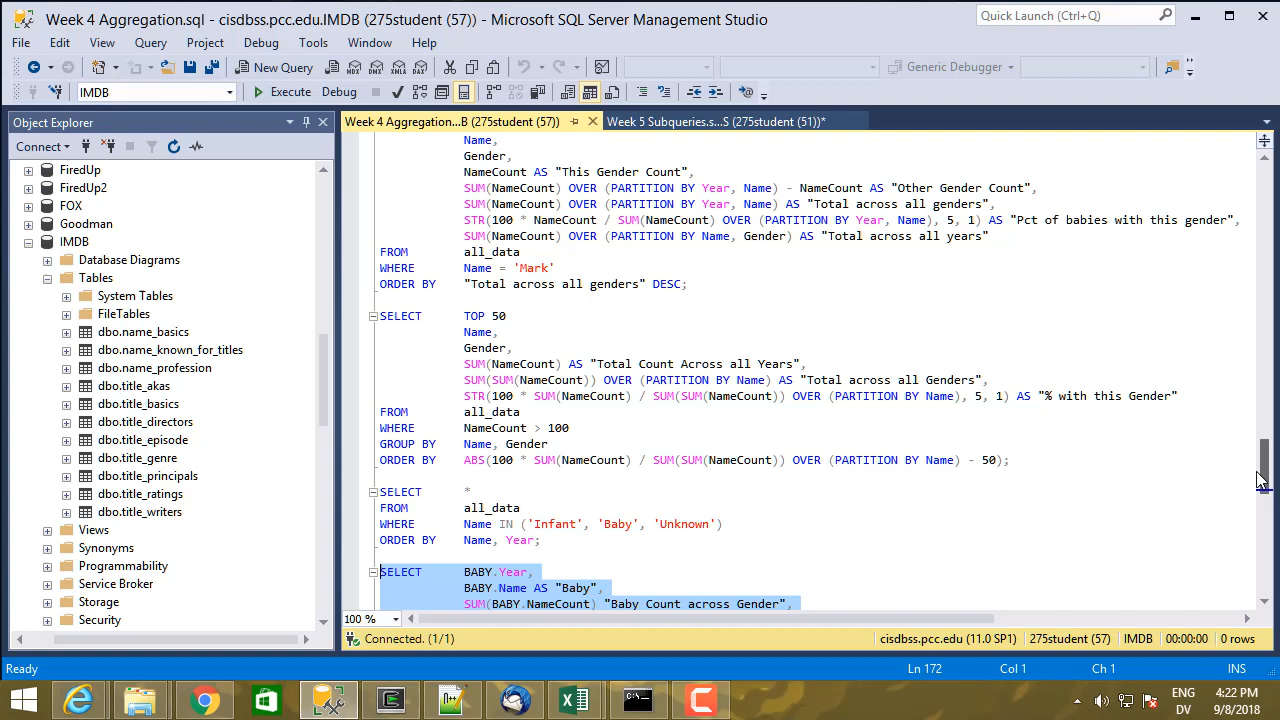 Week 4 Aggregation.sql - cisdbss.pcc.edu.IMDB (275student (57)) - Microsoft SQL Server Management Studio
Quick Launch (Ctrl+Q)
File Edit View Query Project Debug Tools Window Help
New Query
MDX DMX XMLA DAX
Generic Debugger
IMDB
Execute Debug
Object Explorer
Week 4 Aggregation...B (275student (57))
Week 5 Subqueries.s...S (275student (51))*
Connect
FiredUp
FiredUp2
FOX
Goodman
IMDB
Database Diagrams
Tables
System Tables
FileTables
dbo.name_basics
dbo.name_known_for_titles
dbo.name_profession
dbo.title_akas
dbo.title_basics
dbo.title_directors
dbo.title_episode
dbo.title_genre
dbo.title_principals
dbo.title_ratings
dbo.title_writers
Views
Synonyms
Programmability
Service Broker
Storage
Security
Name,
Gender,
NameCount AS "This Gender Count",
SUM(NameCount) OVER (PARTITION BY Year, Name) - NameCount AS "Other Gender Count",
SUM(NameCount) OVER (PARTITION BY Year, Name) AS "Total across all genders",
STR(100 * NameCount / SUM(NameCount) OVER (PARTITION BY Year, Name), 5, 1) AS "Pct of babies with this gender",
SUM(NameCount) OVER (PARTITION BY Name, Gender) AS "Total across all years"
FROM all_data
WHERE Name = 'Mark'
ORDER BY "Total across all genders" DESC;
SELECT TOP 50
Name,
Gender,
SUM(NameCount) AS "Total Count Across all Years",
SUM(SUM(NameCount)) OVER (PARTITION BY Name) AS "Total across all Genders",
STR(100 * SUM(NameCount) / SUM(SUM(NameCount)) OVER (PARTITION BY Name), 5, 1) AS "% with this Gender"
FROM all_data
WHERE NameCount > 100
GROUP BY Name, Gender
ORDER BY ABS(100 * SUM(NameCount) / SUM(SUM(NameCount)) OVER (PARTITION BY Name) - 50);
SELECT *
FROM all_data
WHERE Name IN ('Infant', 'Baby', 'Unknown')
ORDER BY Name, Year;
SELECT BABY.Year,
BABY.Name AS "Baby",
SUM(BABY.NameCount) "Baby Count across Gender",
100 %
Connected. (1/1)
cisdbss.pcc.edu (11.0 SP1) 275student (57) IMDB 00:00:00 0 rows
Ready
Ln 172 Col 1 Ch 1 INS
ENG
DV
4:22 PM
9/8/2018